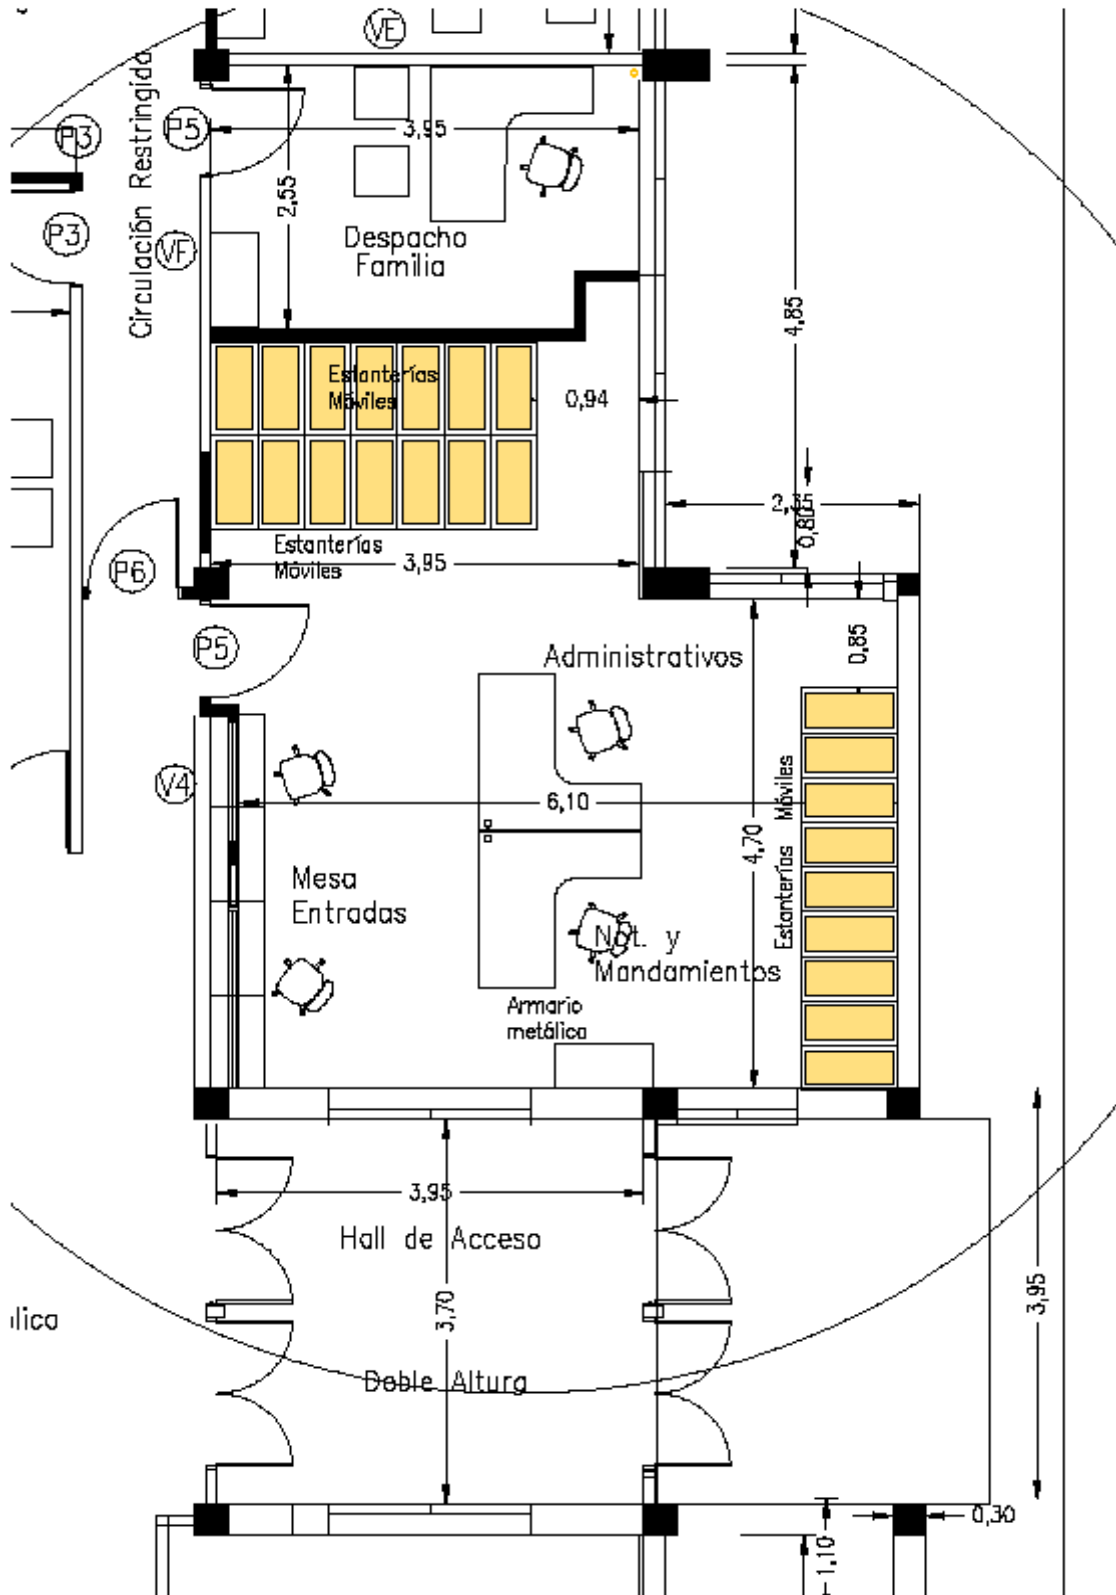 VE
Circulación Restringida
P3
P5
3,95
2,55
P3
VF
Despacho
Familia
4,85
Estanterías
Móviles
0,94
2,35
0,80
Estanterías
Móviles
3,95
P6
P5
Administrativos
0,85
V4
6,10
4,70
Estanterías Móviles
Mesa
Entradas
Not. y
Mandamientos
Armario
metálico
3,95
Hall de Acceso
3,70
3,95
lica
Doble Altura
0,30
1,10